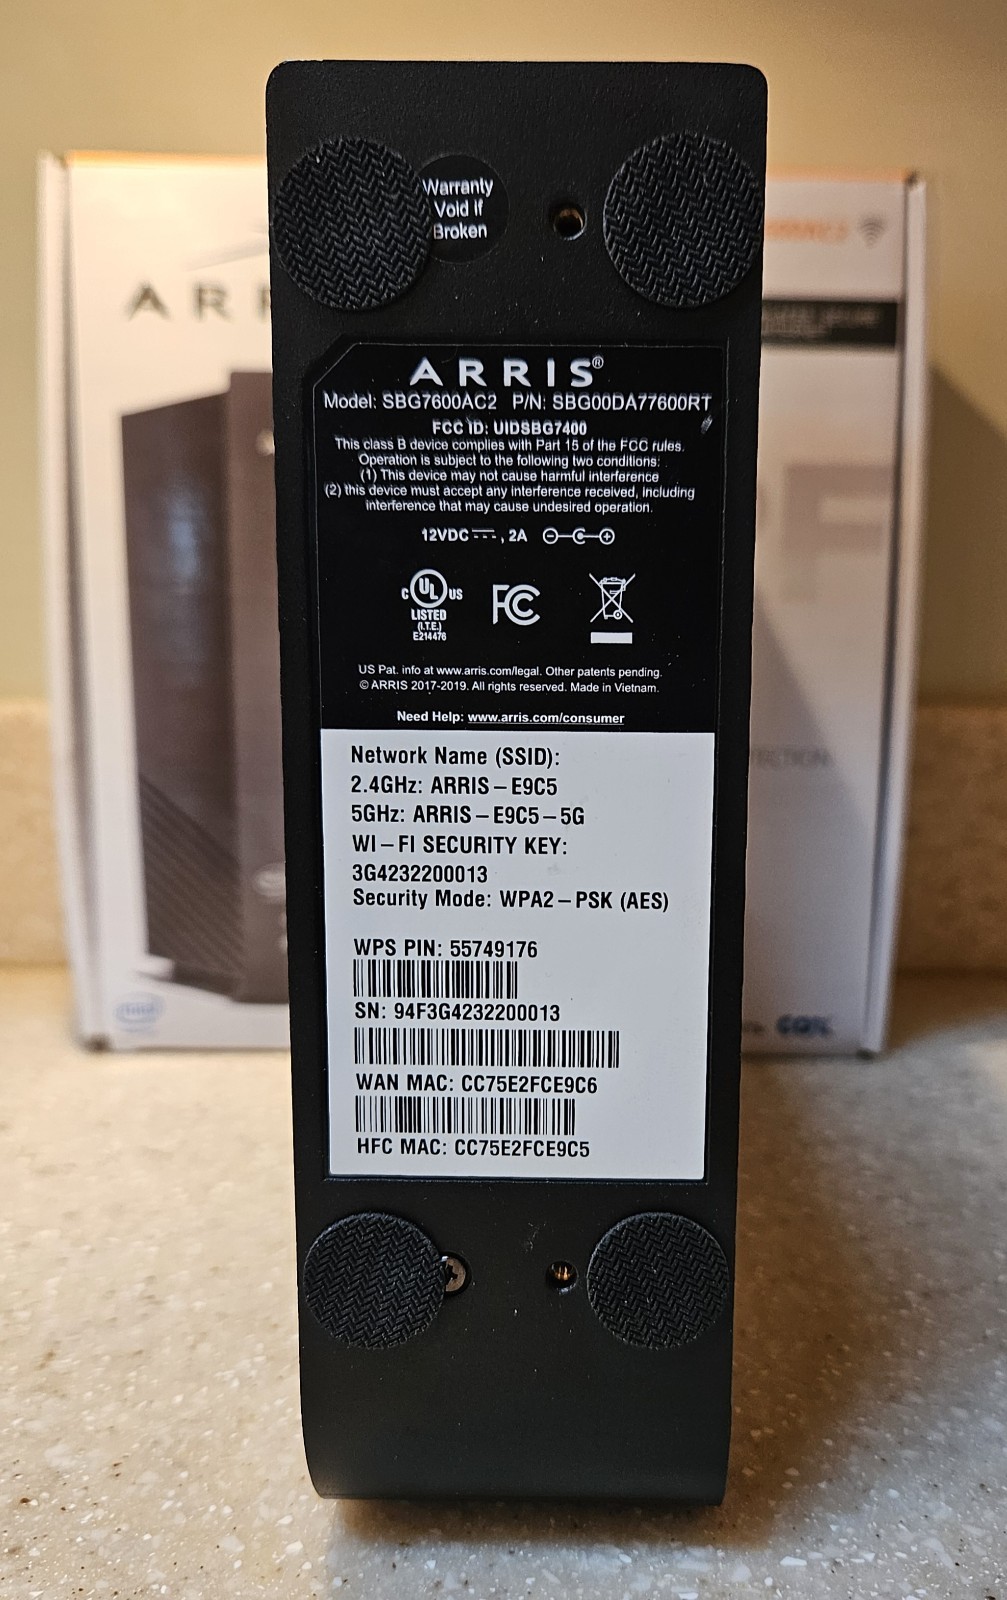 Warranty
Void if
Broken
ARRIS®
Model: SBG7600AC2 P/N: SBG00DA77600RT
FCC ID: UIDSBG7400
This class B device complies with Part 15 of the FCC rules.
Operation is subject to the following two conditions:
(1) This device may not cause harmful interference
(2) this device must accept any interference received, including
interference that may cause undesired operation.
12VDC ⎓, 2A
C UL US
LISTED
(I.T.E.)
E214476
FC
US Pat. info at www.arris.com/legal. Other patents pending.
© ARRIS 2017-2019. All rights reserved. Made in Vietnam.
Need Help: www.arris.com/consumer
Network Name (SSID):
2.4GHz: ARRIS – E9C5
5GHz: ARRIS – E9C5 – 5G
WI – FI SECURITY KEY:
3G4232200013
Security Mode: WPA2 – PSK (AES)
WPS PIN: 55749176
SN: 94F3G4232200013
WAN MAC: CC75E2FCE9C6
HFC MAC: CC75E2FCE9C5
AR
intel
COX